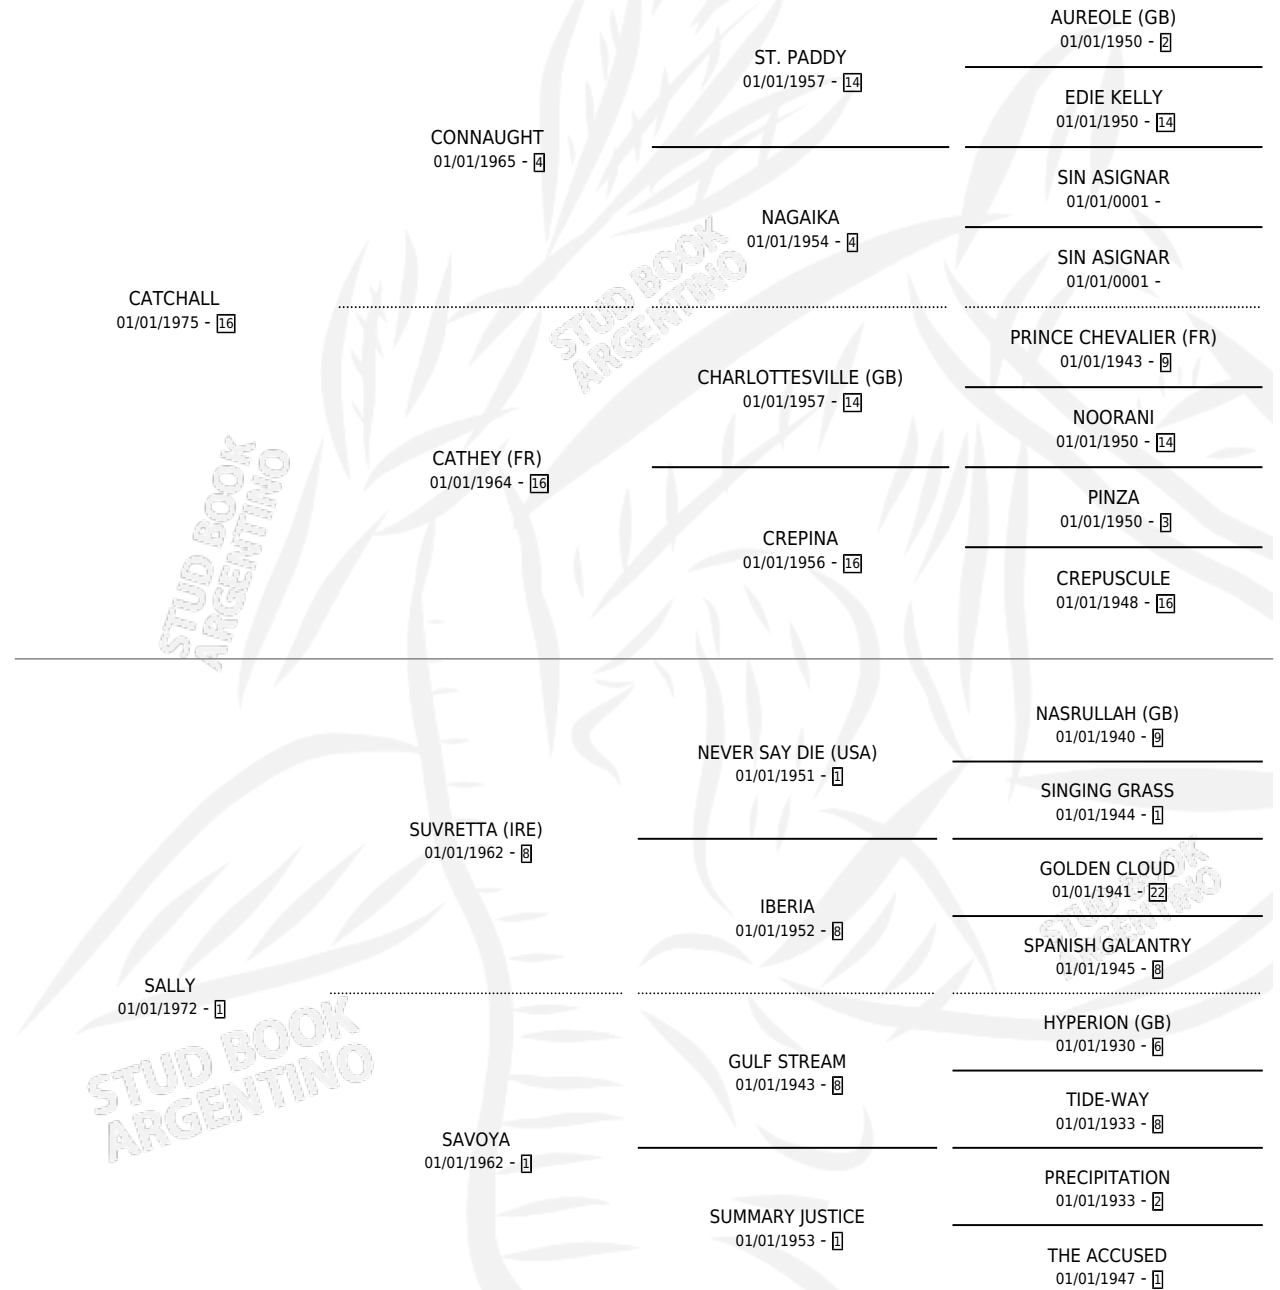 AUREOLE (GB)
01/01/1950 - 2
ST. PADDY
01/01/1957 - 14
EDIE KELLY
01/01/1950 - 14
CONNAUGHT
01/01/1965 - 4
SIN ASIGNAR
01/01/0001 -
NAGAIKA
01/01/1954 - 4
SIN ASIGNAR
01/01/0001 -
CATCHALL
01/01/1975 - 16
STUD BOOK
ARGENTINO
PRINCE CHEVALIER (FR)
01/01/1943 - 9
CHARLOTTESVILLE (GB)
01/01/1957 - 14
NOORANI
01/01/1950 - 14
CATHEY (FR)
01/01/1964 - 16
PINZA
01/01/1950 - 3
CREPINA
01/01/1956 - 16
CREPUSCULE
01/01/1948 - 16
STUD BOOK
ARGENTINO
NASRULLAH (GB)
01/01/1940 - 9
NEVER SAY DIE (USA)
01/01/1951 - 1
SINGING GRASS
01/01/1944 - 1
SUVRETTA (IRE)
01/01/1962 - 8
GOLDEN CLOUD
01/01/1941 - 22
IBERIA
01/01/1952 - 8
SPANISH GALANTRY
01/01/1945 - 8
STUD BOOK
ARGENTINO
SALLY
01/01/1972 - 1
HYPERION (GB)
01/01/1930 - 6
GULF STREAM
01/01/1943 - 8
TIDE-WAY
01/01/1933 - 8
STUD BOOK
ARGENTINO
SAVOYA
01/01/1962 - 1
PRECIPITATION
01/01/1933 - 2
SUMMARY JUSTICE
01/01/1953 - 1
THE ACCUSED
01/01/1947 - 1